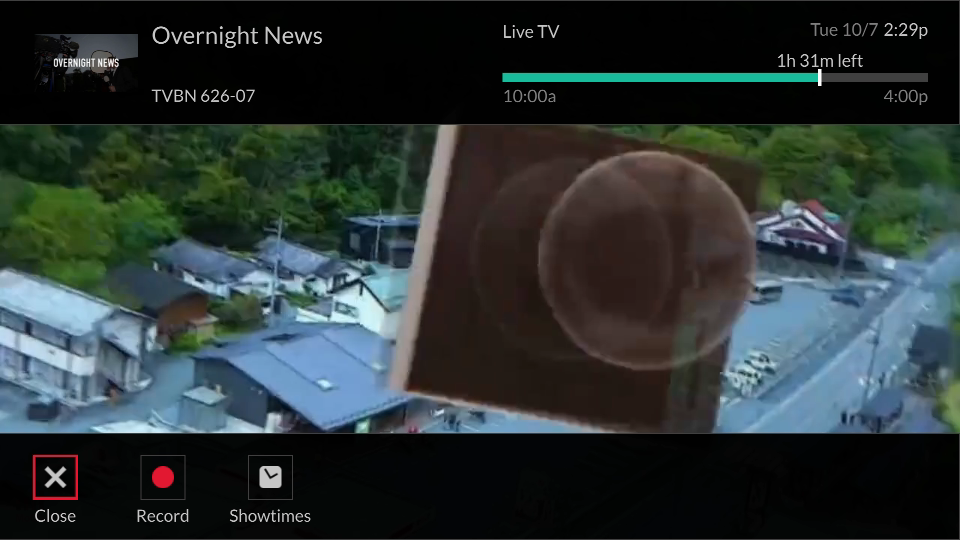 OVERNIGHT NEWS
Overnight News
TVBN 626-07
Live TV
Tue 10/7 2:29p
1h 31m left
10:00a
4:00p
Close
Record
Showtimes